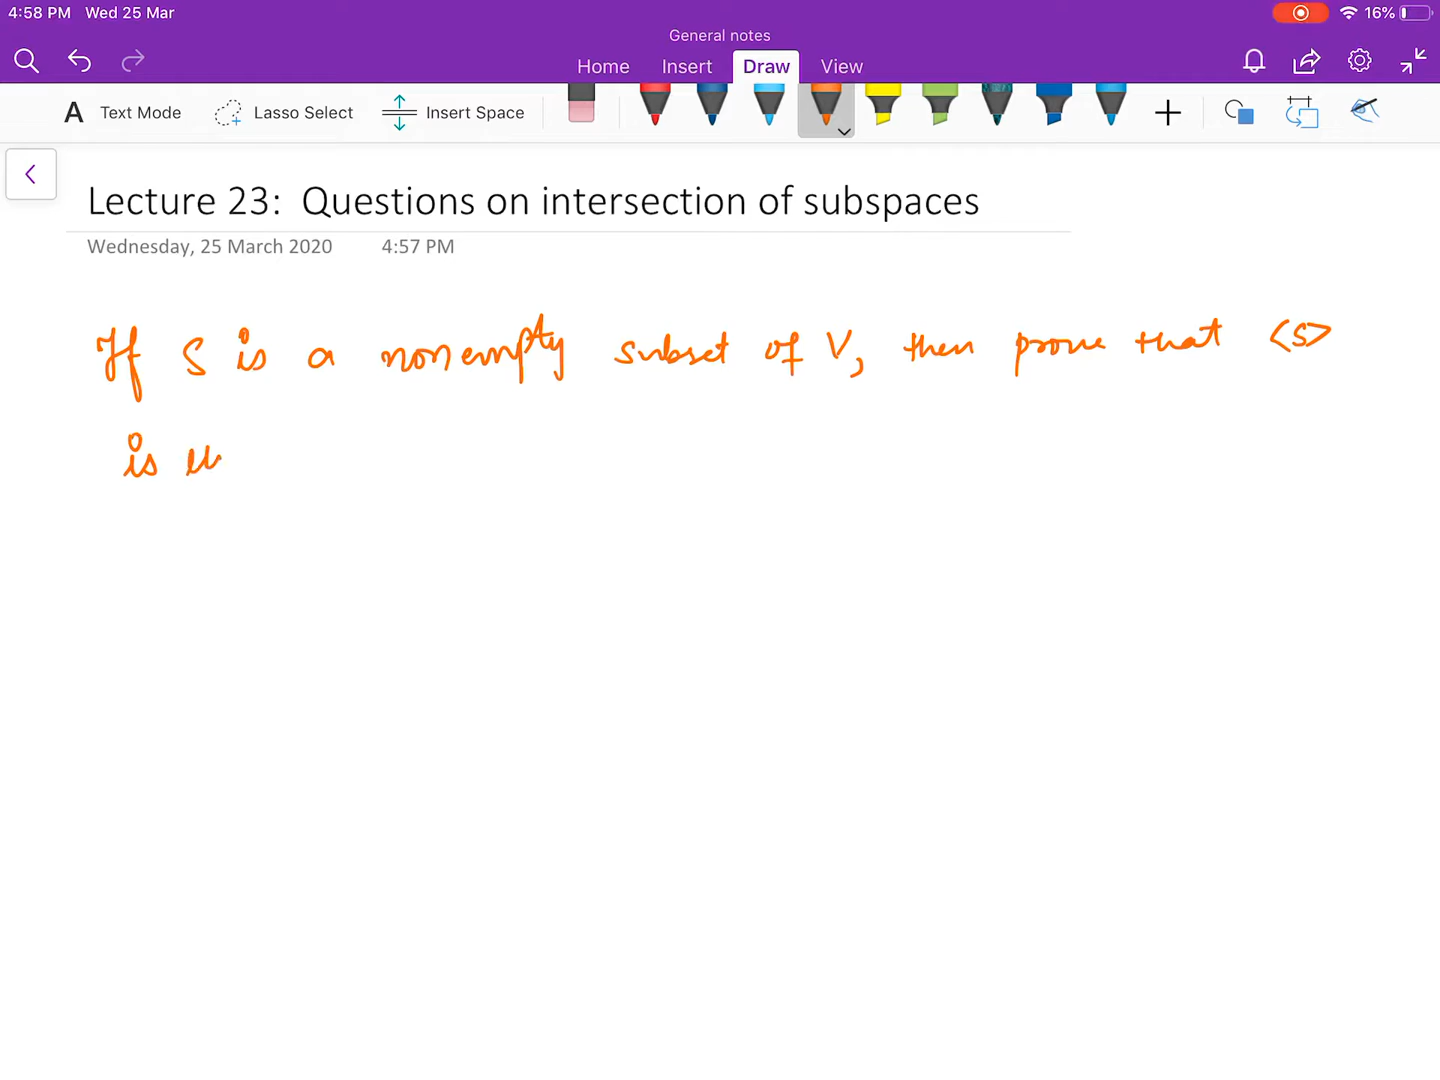 4:58 PM Wed 25 Mar
16%
General notes
Home Insert Draw View
A Text Mode Lasso Select Insert Space
Lecture 23: Questions on intersection of subspaces
Wednesday, 25 March 2020 4:57 PM
If S is a nonempty subset of V, then prove that <S>
is